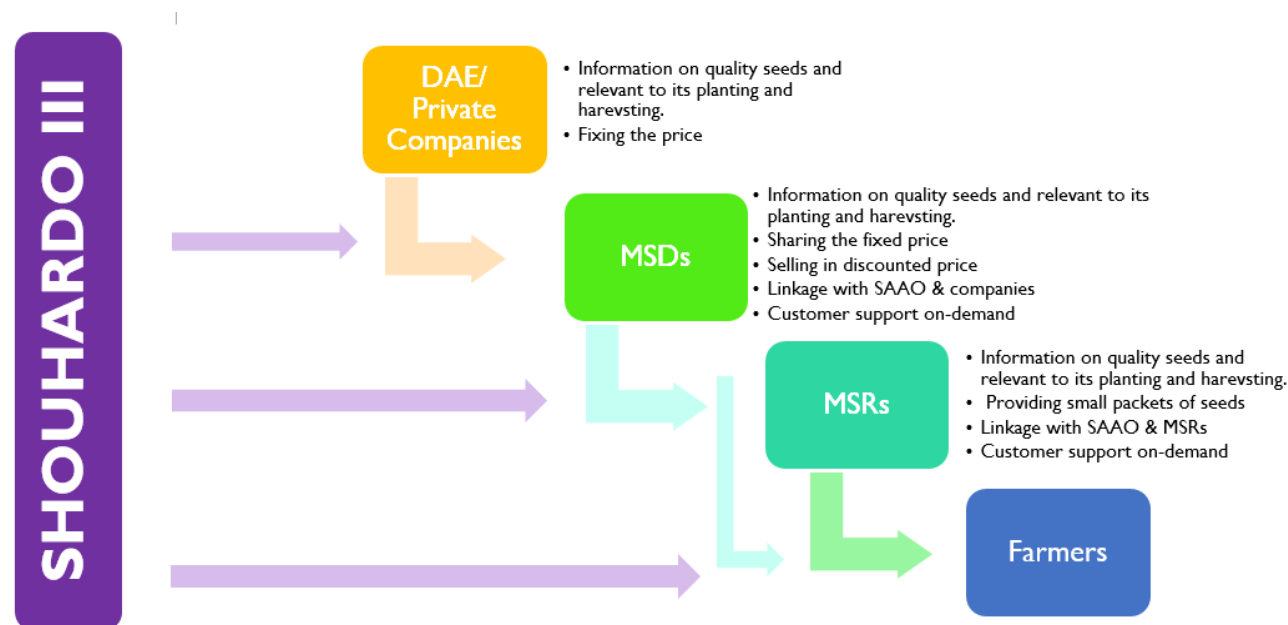 SHOUHARDO III
DAE/
Private
Companies
• Information on quality seeds and
relevant to its planting and
harevsting.
• Fixing the price
MSDs
• Information on quality seeds and relevant to its
planting and harevsting.
• Sharing the fixed price
• Selling in discounted price
• Linkage with SAAO & companies
• Customer support on-demand
MSRs
• Information on quality seeds and
relevant to its planting and harevsting.
• Providing small packets of seeds
• Linkage with SAAO & MSRs
• Customer support on-demand
Farmers